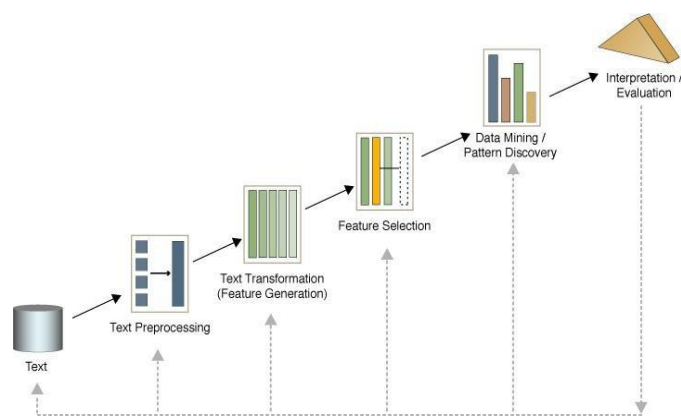 Text
Text Preprocessing
Text Transformation
(Feature Generation)
Feature Selection
Data Mining /
Pattern Discovery
Interpretation /
Evaluation